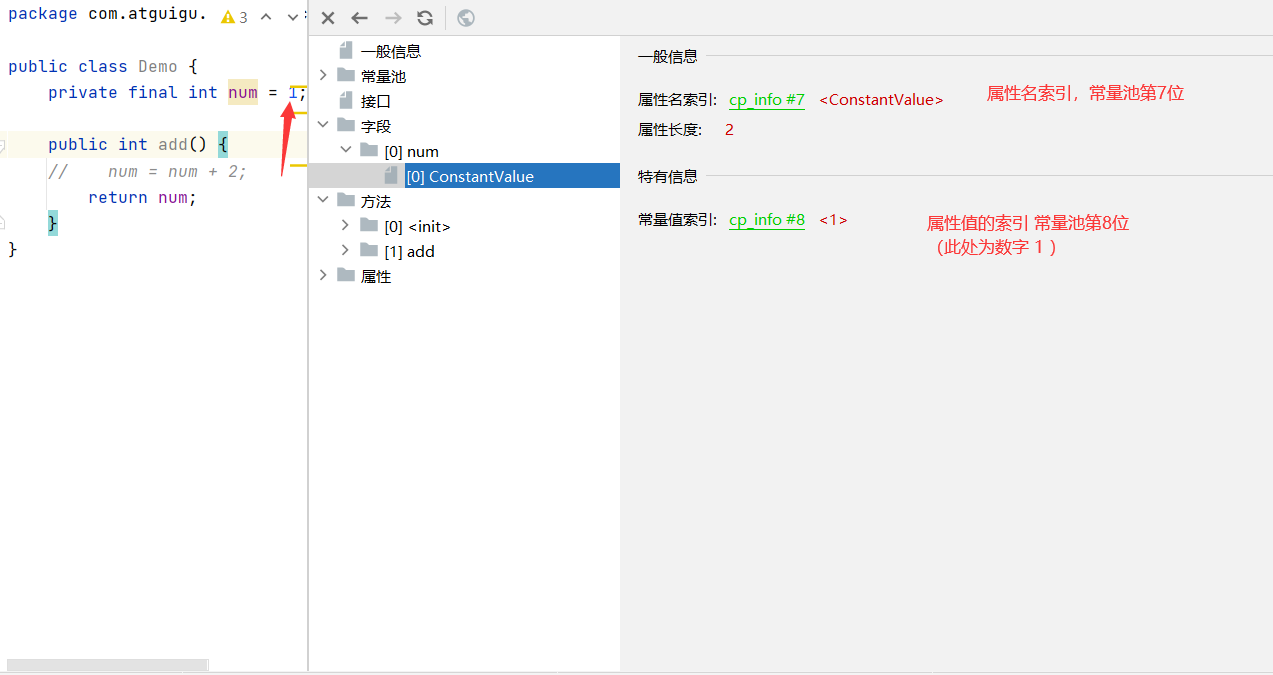 package com.atguigu.
3
public class Demo {
private final int num = 1;
public int add() {
// num = num + 2;
return num;
}
}
一般信息
常量池
接口
字段
[0] num
[0] ConstantValue
方法
[0] <init>
[1] add
属性
一般信息
属性名索引: cp_info #7 <ConstantValue>
属性名索引，常量池第7位
属性长度: 2
特有信息
常量值索引: cp_info #8 <1>
属性值的索引 常量池第8位
（此处为数字 1 ）